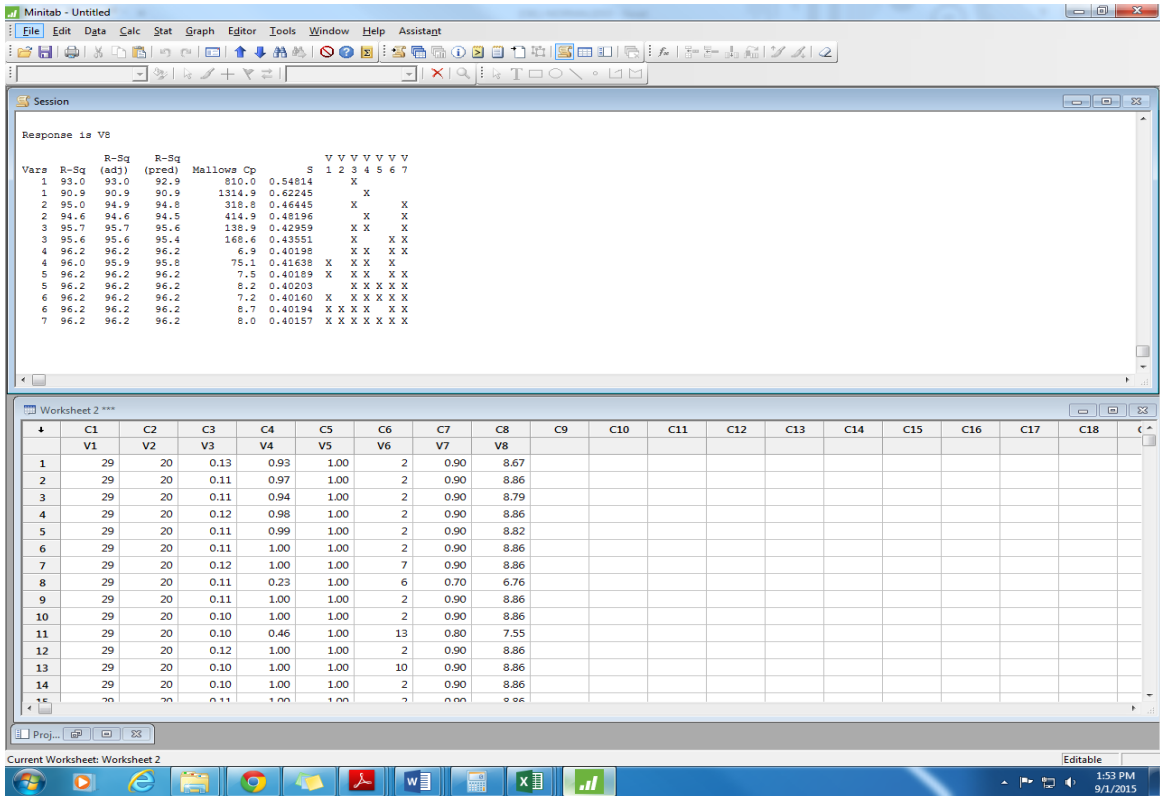 Minitab - Untitled
File Edit Data Calc Stat Graph Editor Tools Window Help Assistant
Session
Response is V8
R-Sq R-Sq V V V V V V V
Vars R-Sq (adj) (pred) Mallows Cp S 1 2 3 4 5 6 7
1 93.0 93.0 92.9 810.0 0.54814 X
1 90.9 90.9 90.9 1314.9 0.62245 X
2 95.0 94.9 94.8 318.8 0.46445 X X
2 94.6 94.6 94.5 414.9 0.48196 X X
3 95.7 95.7 95.6 138.9 0.42959 X X X
3 95.6 95.6 95.4 168.6 0.43551 X X X
4 96.2 96.2 96.2 6.9 0.40198 X X X X
4 96.0 95.9 95.8 75.1 0.41638 X X X X
5 96.2 96.2 96.2 7.5 0.40189 X X X X X
5 96.2 96.2 96.2 8.2 0.40203 X X X X X
6 96.2 96.2 96.2 7.2 0.40160 X X X X X X
6 96.2 96.2 96.2 8.7 0.40194 X X X X X X
7 96.2 96.2 96.2 8.0 0.40157 X X X X X X X
Worksheet 2 ***
C1 C2 C3 C4 C5 C6 C7 C8 C9 C10 C11 C12 C13 C14 C15 C16 C17 C18
V1 V2 V3 V4 V5 V6 V7 V8
1 29 20 0.13 0.93 1.00 2 0.90 8.67
2 29 20 0.11 0.97 1.00 2 0.90 8.86
3 29 20 0.11 0.94 1.00 2 0.90 8.79
4 29 20 0.12 0.98 1.00 2 0.90 8.86
5 29 20 0.11 0.99 1.00 2 0.90 8.82
6 29 20 0.11 1.00 1.00 2 0.90 8.86
7 29 20 0.12 1.00 1.00 7 0.90 8.86
8 29 20 0.11 0.23 1.00 6 0.70 6.76
9 29 20 0.11 1.00 1.00 2 0.90 8.86
10 29 20 0.10 1.00 1.00 2 0.90 8.86
11 29 20 0.10 0.46 1.00 13 0.80 7.55
12 29 20 0.12 1.00 1.00 2 0.90 8.86
13 29 20 0.10 1.00 1.00 10 0.90 8.86
14 29 20 0.10 1.00 1.00 2 0.90 8.86
15 29 20 0.11 1.00 1.00 2 0.90 8.86
Proj...
Current Worksheet: Worksheet 2 Editable
1:53 PM
9/1/2015